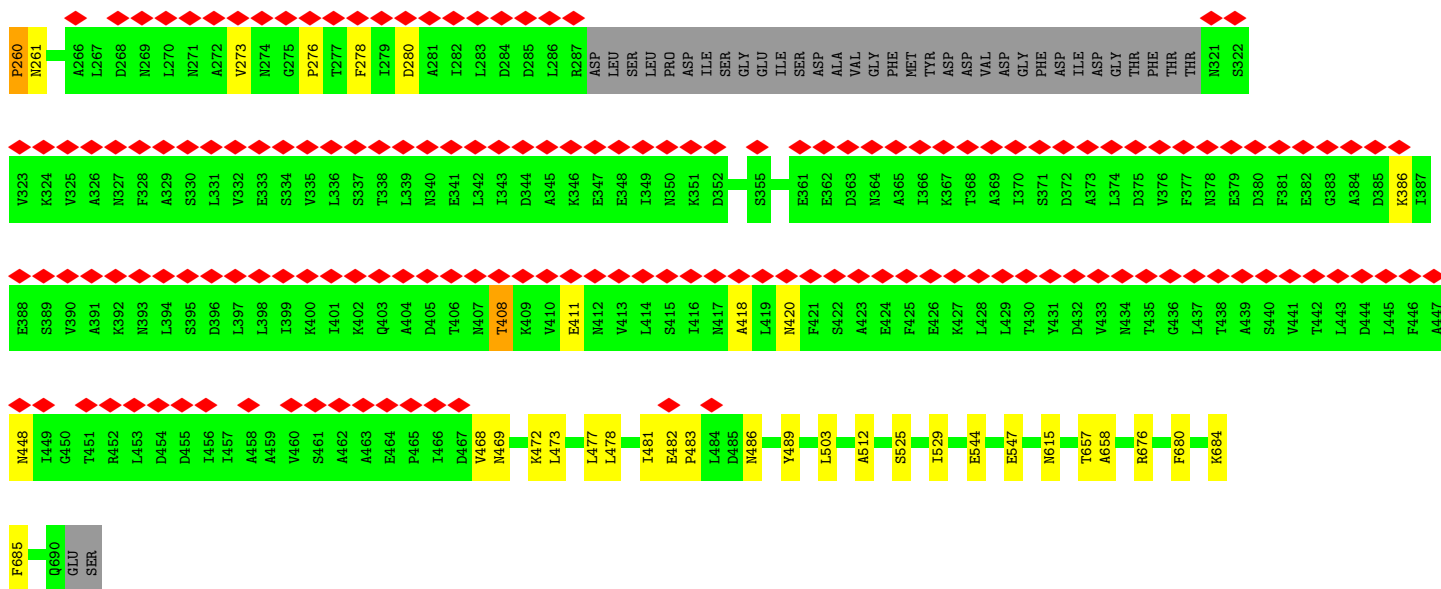 P260 N261 A266 L267 D268 N269 L270 N271 A272 V273 N274 G275 P276 T277 F278 I279 D280 A281 I282 L283 D284 D285 L286 R287 ASP LEU SER LEU PRO ASP ILE SER GLY GLU ILE SER ASP ALA VAL GLY PHE MET TYR ASP ASP VAL ASP GLY PHE ASP ILE ASP GLY THR PHE THR THR N321 S322
V323 K324 V325 A326 N327 F328 A329 S330 L331 V332 E333 S334 V335 L336 S337 T338 L339 N340 E341 L342 I343 D344 A345 K346 E347 E348 I349 N350 K351 D352 S355 E361 E362 D363 N364 A365 I366 K367 T368 A369 I370 S371 D372 A373 L374 D375 V376 F377 N378 E379 D380 F381 E382 G383 A384 D385 K386 I387
E388 S389 V390 A391 K392 N393 L394 S395 D396 L397 L398 I399 K400 I401 K402 Q403 A404 D405 T406 N407 T408 K409 V410 E411 N412 V413 L414 S415 I416 N417 A418 L419 N420 F421 S422 A423 E424 F425 E426 K427 L428 L429 T430 Y431 D432 V433 N434 T435 G436 L437 T438 A439 S440 V441 T442 L443 D444 L445 F446 A447
N448 I449 G450 T451 R452 L453 D454 D455 I456 I457 A458 A459 V460 S461 A462 A463 E464 P465 I466 D467 V468 N469 K472 L473 L477 L478 I481 E482 P483 L484 D485 N486 Y489 L503 A512 S525 I529 E544 E547 N615 T657 A658 R676 F680 K684
F685 Q690 GLU SER